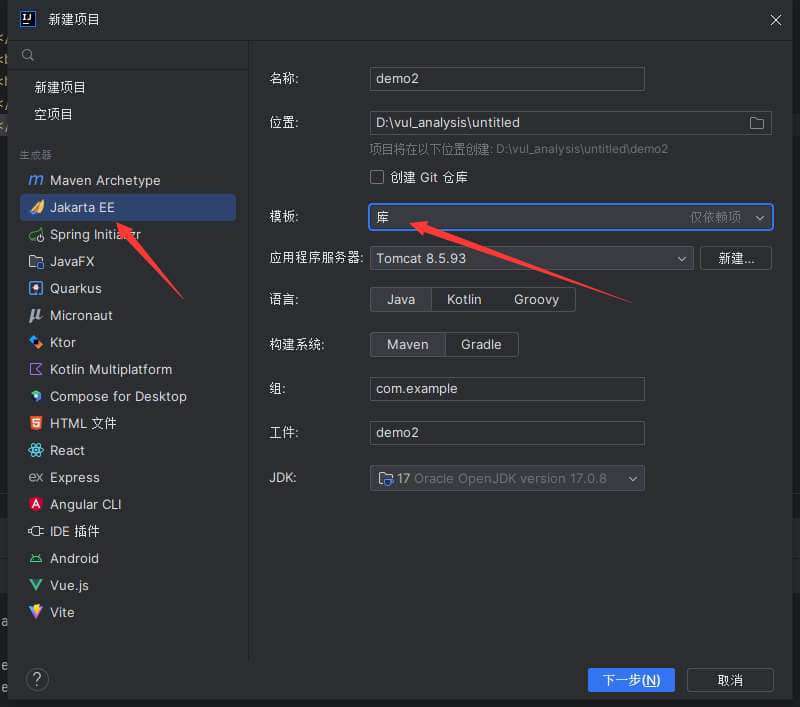 新建项目
新建项目
空项目
生成器
Maven Archetype
Jakarta EE
Spring Initializr
JavaFX
Quarkus
Micronaut
Ktor
Kotlin Multiplatform
Compose for Desktop
HTML 文件
React
Express
Angular CLI
IDE 插件
Android
Vue.js
Vite
名称: demo2
位置: D:\vul_analysis\untitled
项目将在以下位置创建: D:\vul_analysis\untitled\demo2
创建 Git 仓库
模板: 库 仅依赖项
应用程序服务器: Tomcat 8.5.93 新建...
语言: Java Kotlin Groovy
构建系统: Maven Gradle
组: com.example
工件: demo2
JDK: 17 Oracle OpenJDK version 17.0.8
? 下一步(N) 取消